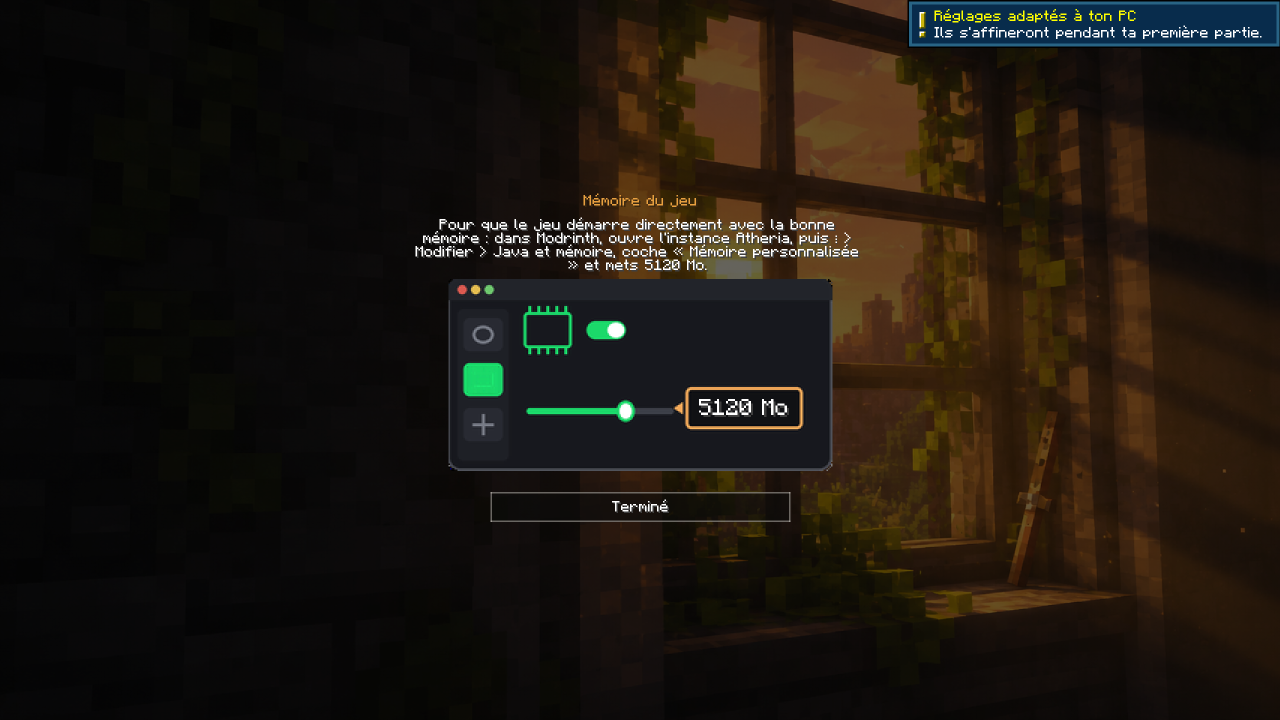 Réglages adaptés à ton PC
Ils s'affineront pendant ta première partie.
Mémoire du jeu
Pour que le jeu démarre directement avec la bonne
mémoire : dans Modrinth, ouvre l'instance Atheria, puis : >
Modifier > Java et mémoire, coche « Mémoire personnalisée
» et mets 5120 Mo.
5120 Mo
Terminé